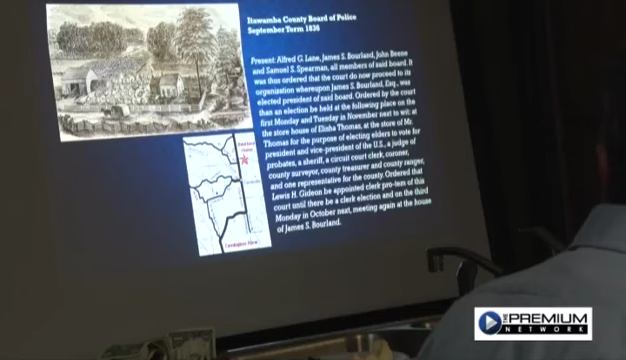 Itawamba County Board of Police
September Term 1836
Present: Alfred G. Lane, James S. Bourland, John Beene
and Samuel S. Spearman, all members of said board. It
was thus ordered that the court do now proceed to its
organization whereupon James S. Bourland, Esq., was
elected president of said board. Ordered by the court
than an election be held at the following place on the
first Monday and Tuesday in November next to wit: at
the store house of Elisha Thomas, at the store of Mr.
Thomas for the purpose of electing elders to vote for
president and vice-president of the U.S., a judge of
probates, a sheriff, a circuit court clerk, coroner,
county surveyor, county treasurer and county ranger,
and one representative for the county. Ordered that
Lewis H. Gideon be appointed clerk pro-tem of this
court until there be a clerk election and on the third
Monday in October next, meeting again at the house
of James S. Bourland.
THE PREMIUM
NETWORK